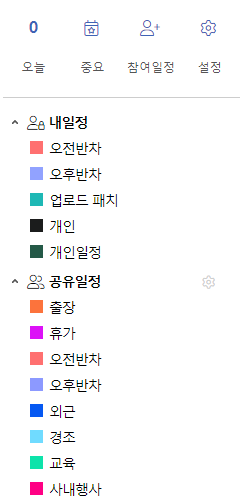 0
오늘 중요 참여일정 설정
내일정
오전반차
오후반차
업로드 패치
개인
개인일정
공유일정
출장
휴가
오전반차
오후반차
외근
경조
교육
사내행사